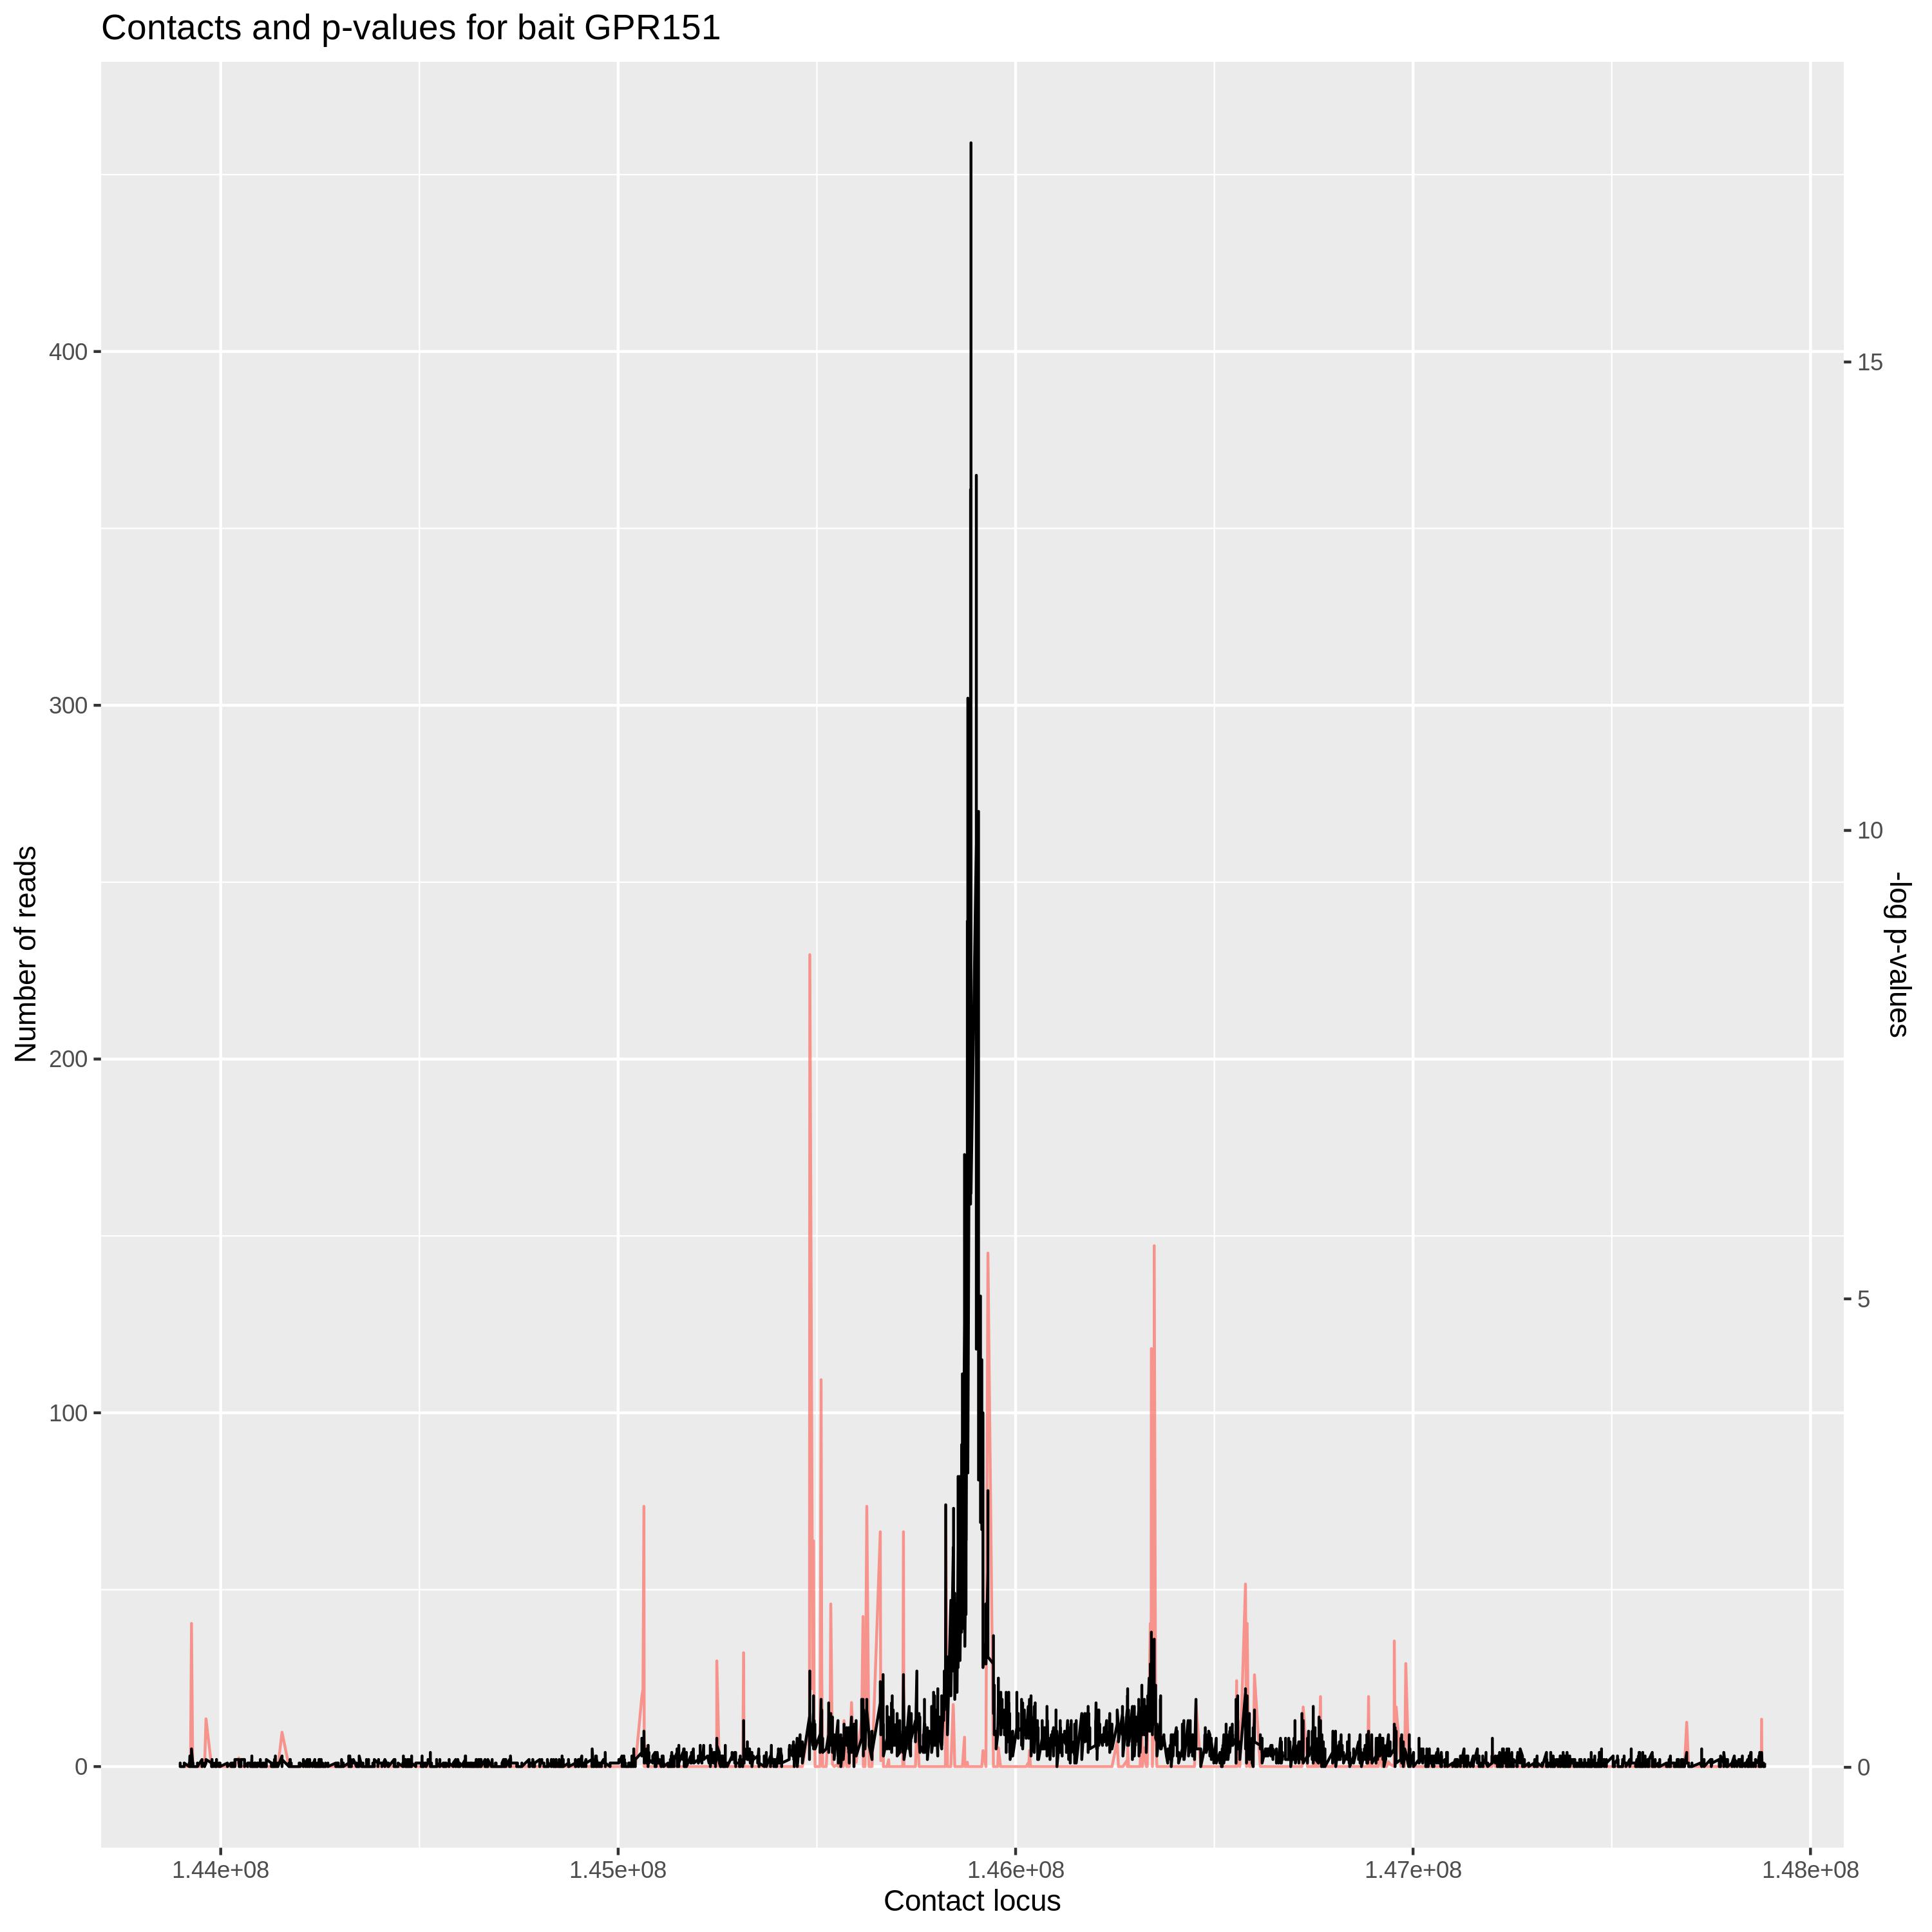 Contacts and p-values for bait GPR151
400
300
200
100
0
Number of reads
15
10
5
0
-log p-values
1.44e+08
1.45e+08
1.46e+08
1.47e+08
1.48e+08
Contact locus